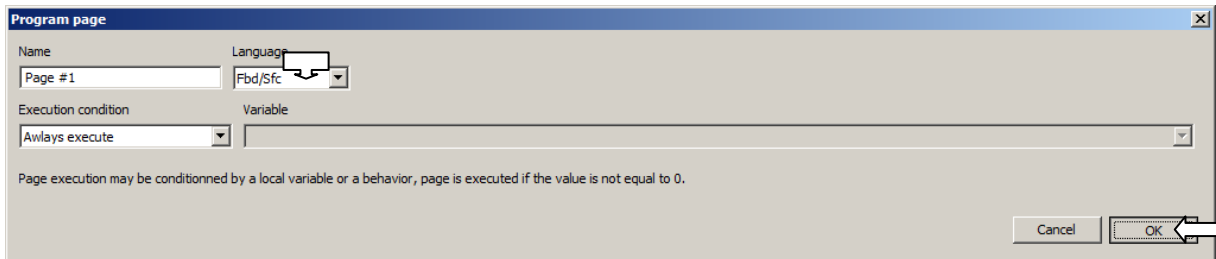 Program page
Name Language
Page #1 Fbd/Sfc
Execution condition Variable
Awlays execute
Page execution may be conditionned by a local variable or a behavior, page is executed if the value is not equal to 0.
Cancel OK